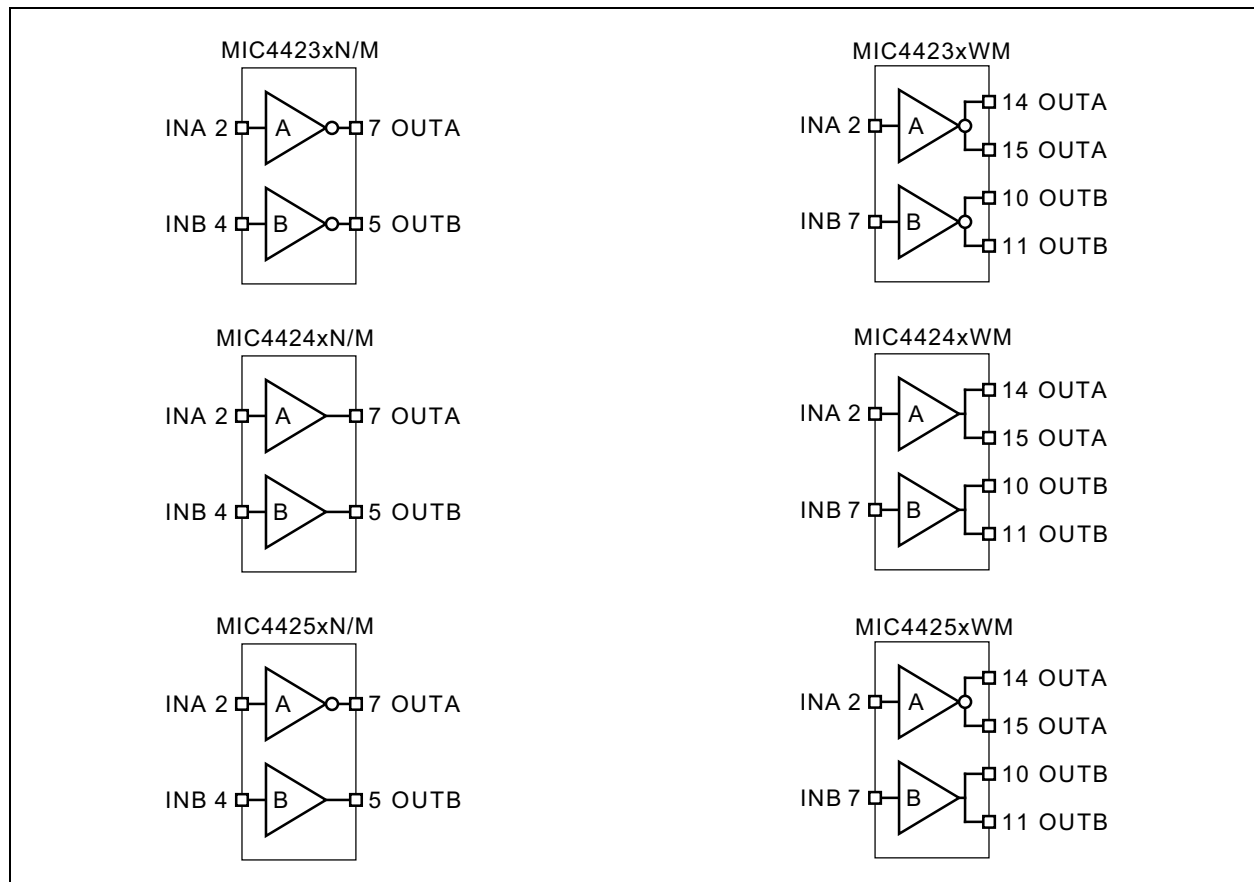 MIC4423xN/M
INA 2
A
7 OUTA
INB 4
B
5 OUTB
MIC4423xWM
INA 2
A
14 OUTA
15 OUTA
INB 7
B
10 OUTB
11 OUTB
MIC4424xN/M
INA 2
A
7 OUTA
INB 4
B
5 OUTB
MIC4424xWM
INA 2
A
14 OUTA
15 OUTA
INB 7
B
10 OUTB
11 OUTB
MIC4425xN/M
INA 2
A
7 OUTA
INB 4
B
5 OUTB
MIC4425xWM
INA 2
A
14 OUTA
15 OUTA
INB 7
B
10 OUTB
11 OUTB